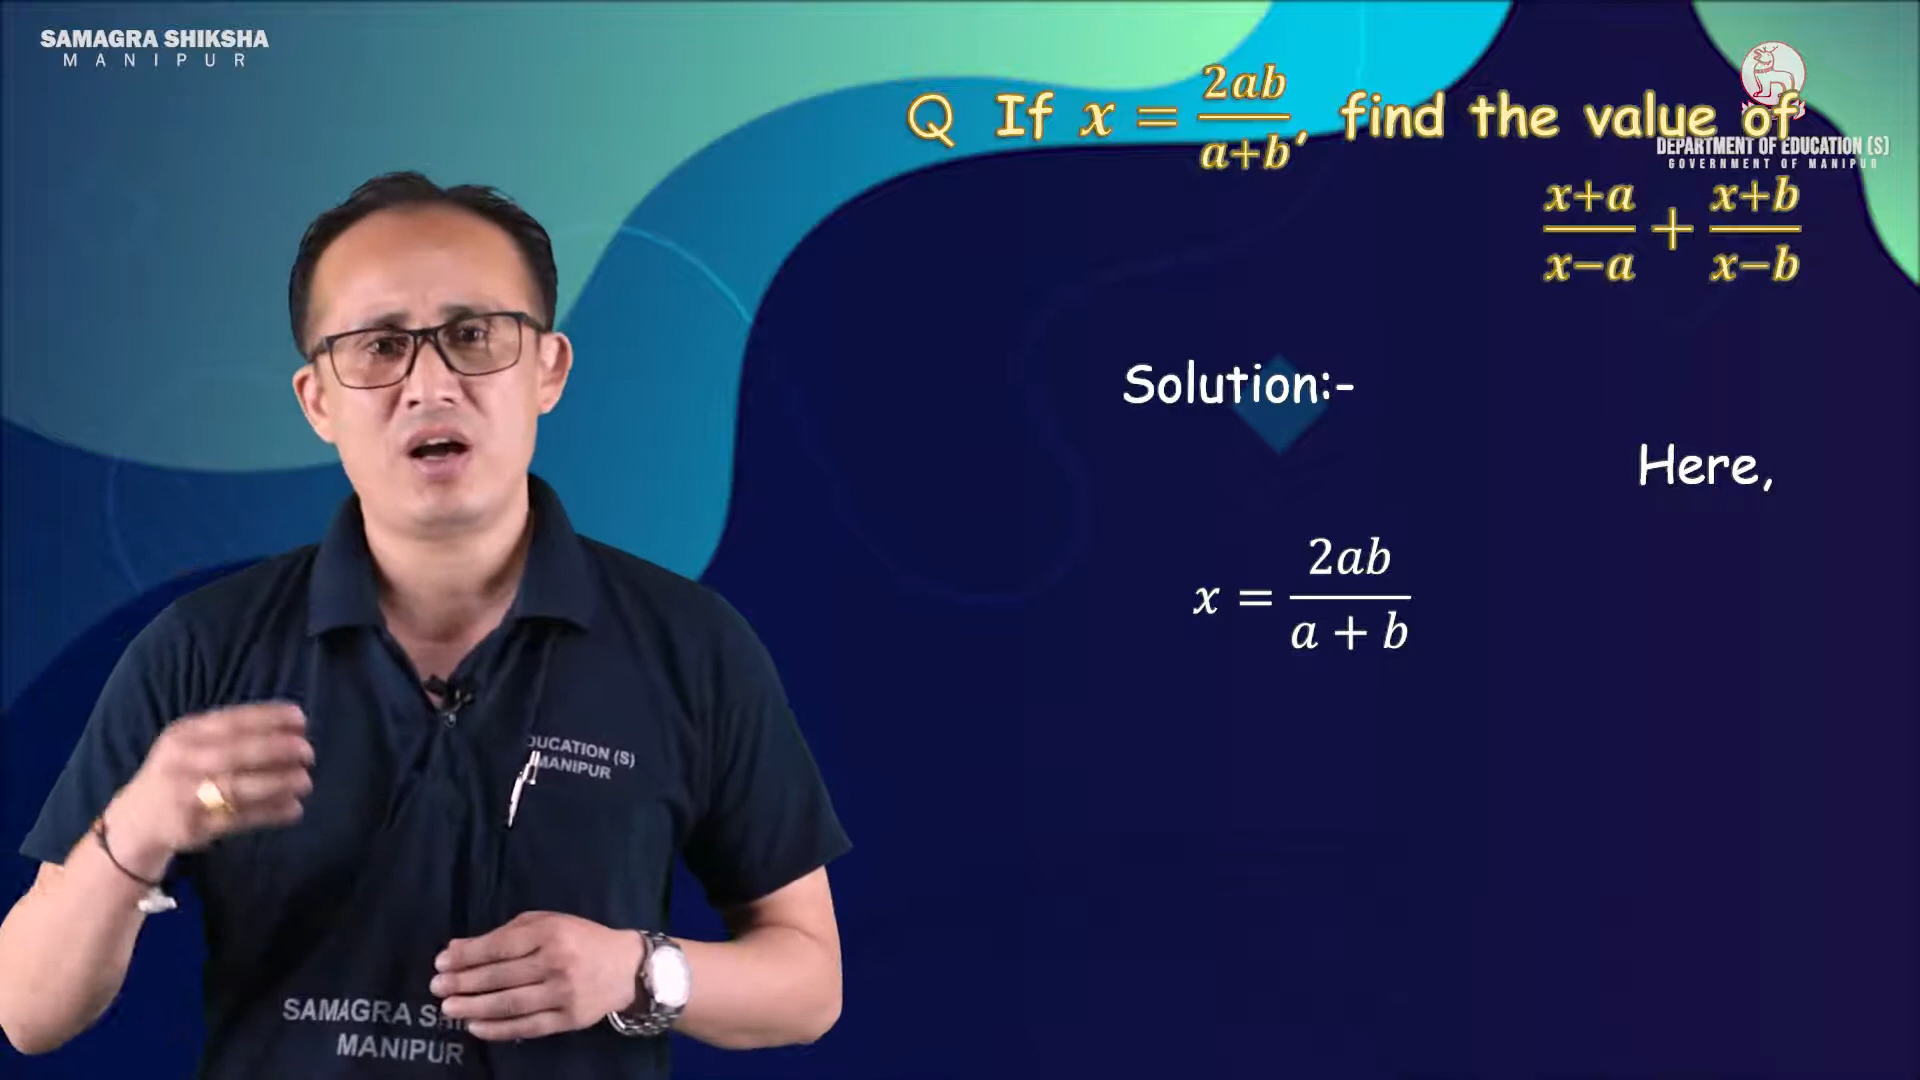 SAMAGRA SHIKSHA
MANIPUR
Q If x = 2ab/a+b, find the value of
DEPARTMENT OF EDUCATION (S)
GOVERNMENT OF MANIPUR
x+a/x−a + x+b/x−b
Solution:-
Here,
x = 2ab/a + b
DUCATION (S)
MANIPUR
SAMAGRA S
MANIPUR